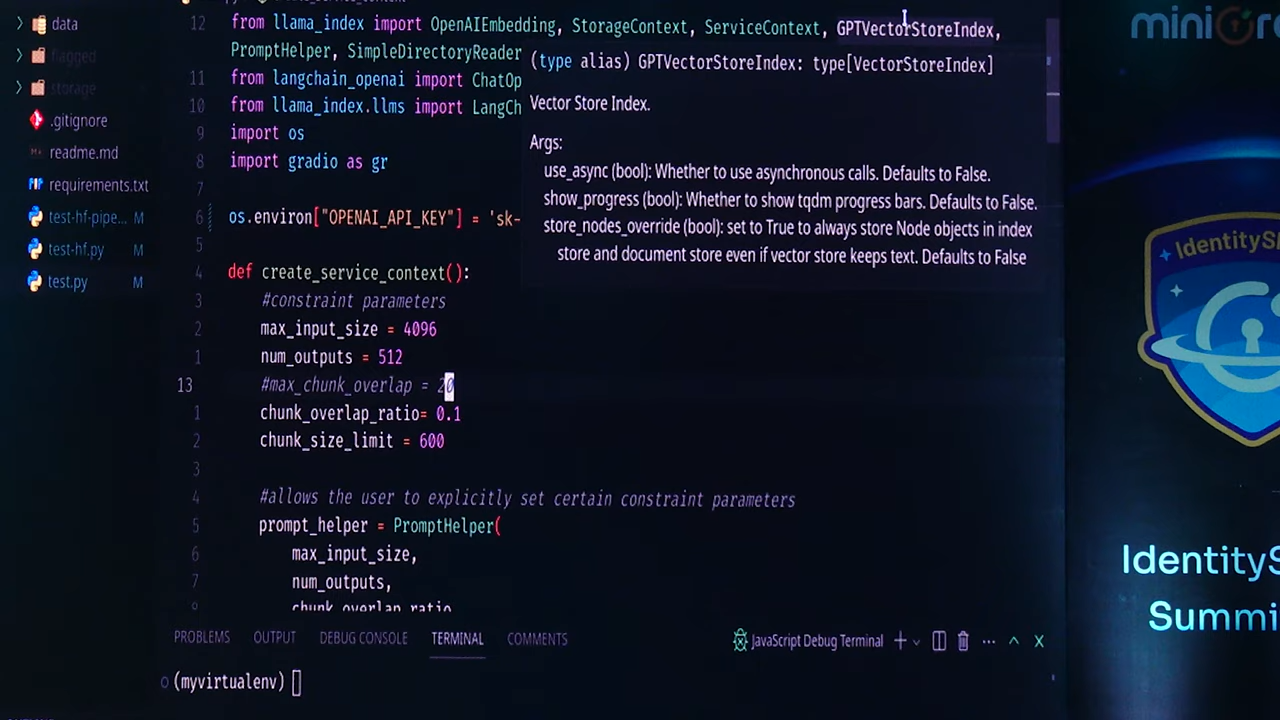 data
flagged
storage
.gitignore
readme.md
requirements.txt
test-hf-pipe... M
test-hf.py M
test.py M
12 from llama_index import OpenAIEmbedding, StorageContext, ServiceContext, GPTVectorStoreIndex,
PromptHelper, SimpleDirectoryReader
11 from langchain_openai import ChatOp
10 from llama_index.llms import LangCh
9 import os
8 import gradio as gr
7
6 os.environ["OPENAI_API_KEY"] = 'sk-
5
4 def create_service_context():
3 #constraint parameters
2 max_input_size = 4096
1 num_outputs = 512
13 #max_chunk_overlap = 20
1 chunk_overlap_ratio= 0.1
2 chunk_size_limit = 600
3
4 #allows the user to explicitly set certain constraint parameters
5 prompt_helper = PromptHelper(
6 max_input_size,
7 num_outputs,
chunk_overlap_ratio
(type alias) GPTVectorStoreIndex: type[VectorStoreIndex]
Vector Store Index.
Args:
use_async (bool): Whether to use asynchronous calls. Defaults to False.
show_progress (bool): Whether to show tqdm progress bars. Defaults to False.
store_nodes_override (bool): set to True to always store Node objects in index
store and document store even if vector store keeps text. Defaults to False
PROBLEMS OUTPUT DEBUG CONSOLE TERMINAL COMMENTS JavaScript Debug Terminal
(myvirtualenv)
miniOr
IdentityS
IdentityS
Summi